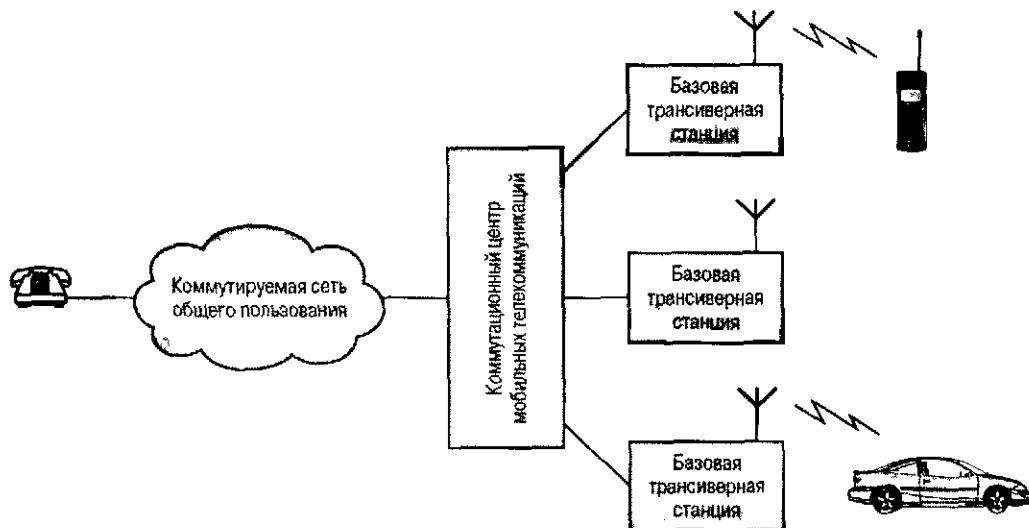 Базовая
трансиверная
станция
Коммутируемая сеть
общего пользования
Коммутационный центр
мобильных телекоммуникаций
Базовая
трансиверная
станция
Базовая
трансиверная
станция